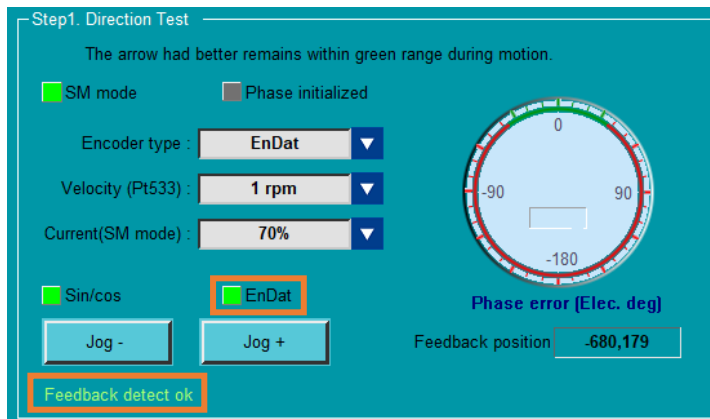 Step1. Direction Test
The arrow had better remains within green range during motion.
SM mode
Phase initialized
Encoder type : EnDat
Velocity (Pt533) : 1 rpm
Current(SM mode) : 70%
0
-90
90
-180
Sin/cos
EnDat
Phase error (Elec. deg)
Jog -
Jog +
Feedback position -680,179
Feedback detect ok